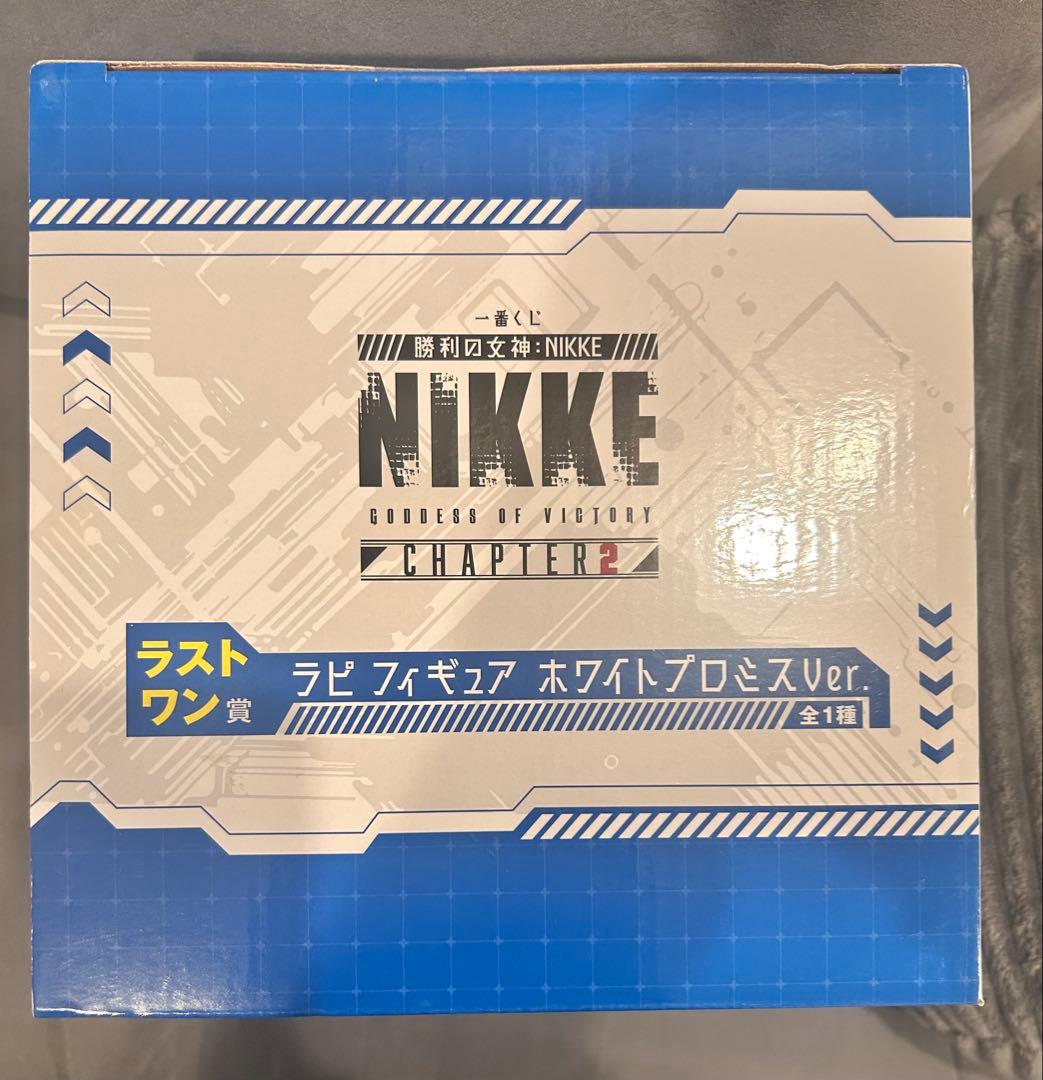 一番くじ
勝利の女神:NIKKE
NIKKE
GODDESS OF VICTORY
CHAPTER2
ラスト
ワン賞
ラピ フィギュア ホワイトプロミスVer.
全1種